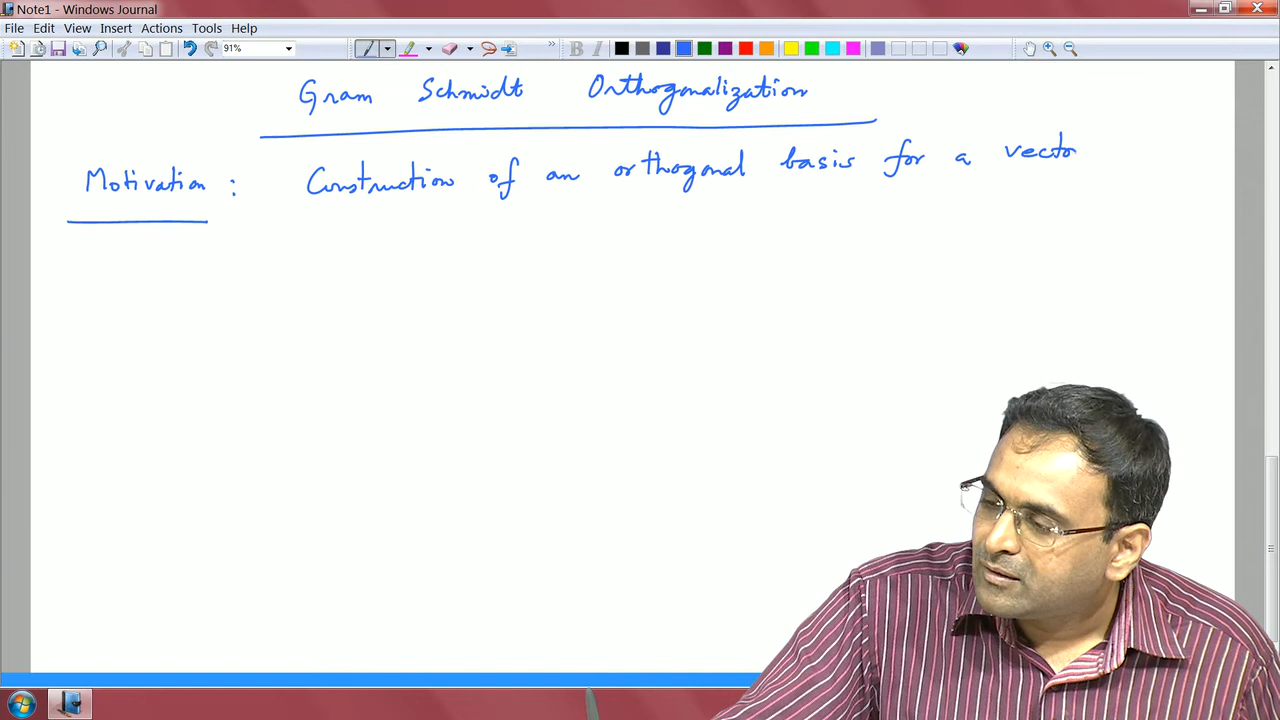 Note1 - Windows Journal
File Edit View Insert Actions Tools Help
91%
Gram Schmidt Orthogonalization
Motivation : Construction of an orthogonal basis for a vecto